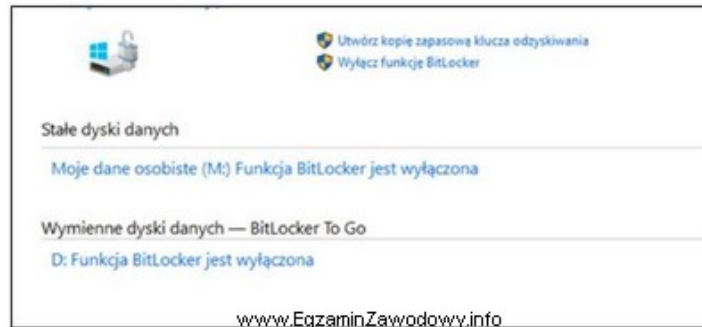 Utwórz kopię zapasową klucza odzyskiwania
Wyłącz funkcję BitLocker
Stałe dyski danych
Moje dane osobiste (M:) Funkcja BitLocker jest wyłączona
Wymienne dyski danych — BitLocker To Go
D: Funkcja BitLocker jest wyłączona
www.EgzaminZawodowy.info